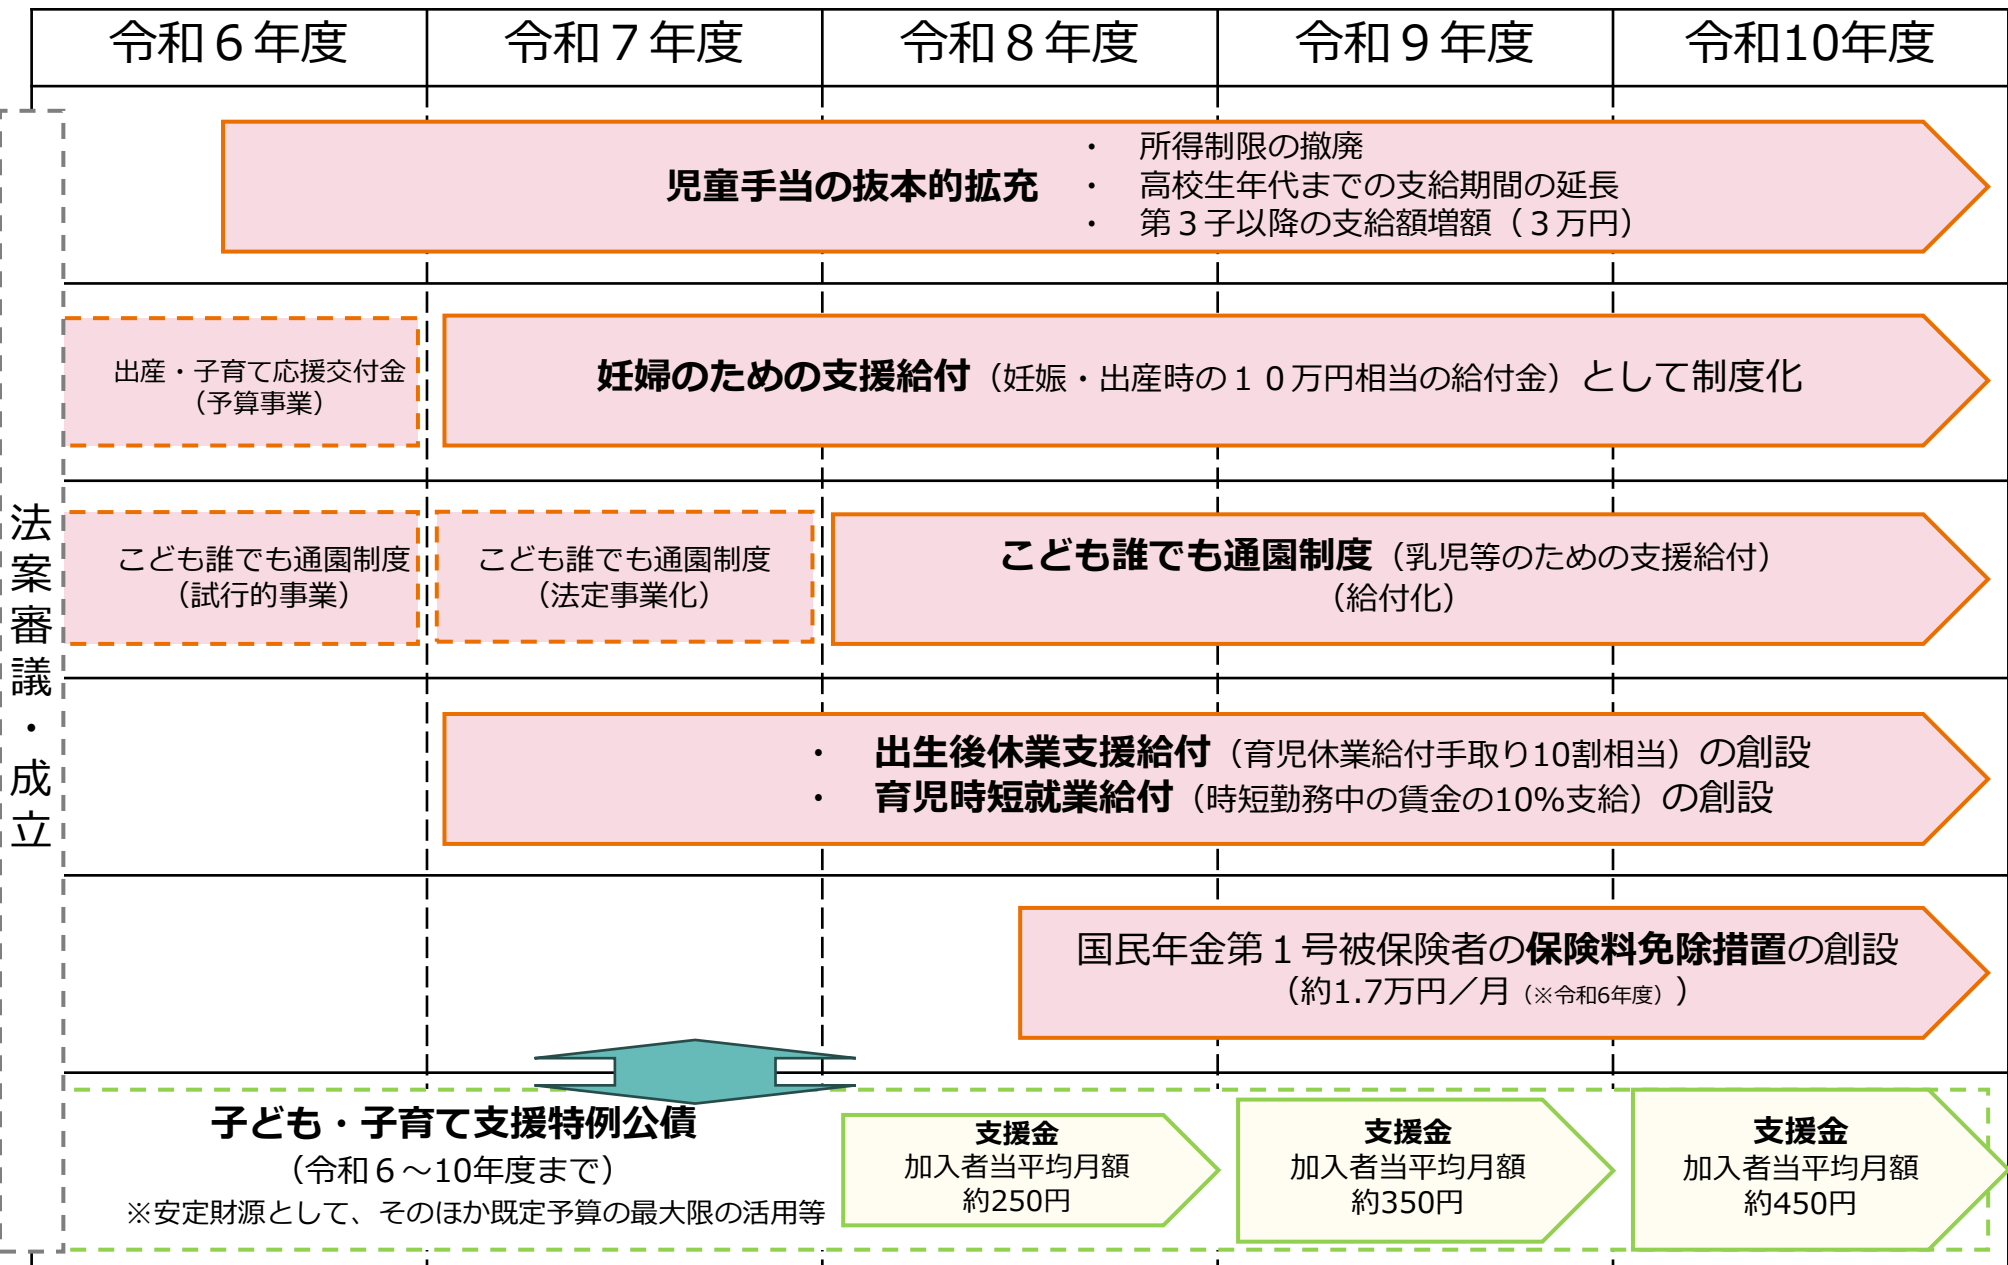 令和６年度
令和７年度
令和８年度
令和９年度
令和10年度
法案審議・成立
児童手当の抜本的拡充
・ 所得制限の撤廃
・ 高校生年代までの支給期間の延長
・ 第３子以降の支給額増額（３万円）
出産・子育て応援交付金
（予算事業）
妊婦のための支援給付（妊娠・出産時の１０万円相当の給付金）として制度化
こども誰でも通園制度
（試行的事業）
こども誰でも通園制度
（法定事業化）
こども誰でも通園制度（乳児等のための支援給付）
（給付化）
・ 出生後休業支援給付（育児休業給付手取り10割相当）の創設
・ 育児時短就業給付（時短勤務中の賃金の10%支給）の創設
国民年金第１号被保険者の保険料免除措置の創設
（約1.7万円／月（※令和6年度））
子ども・子育て支援特例公債
（令和６～10年度まで）
※安定財源として、そのほか既定予算の最大限の活用等
支援金
加入者当平均月額
約250円
支援金
加入者当平均月額
約350円
支援金
加入者当平均月額
約450円